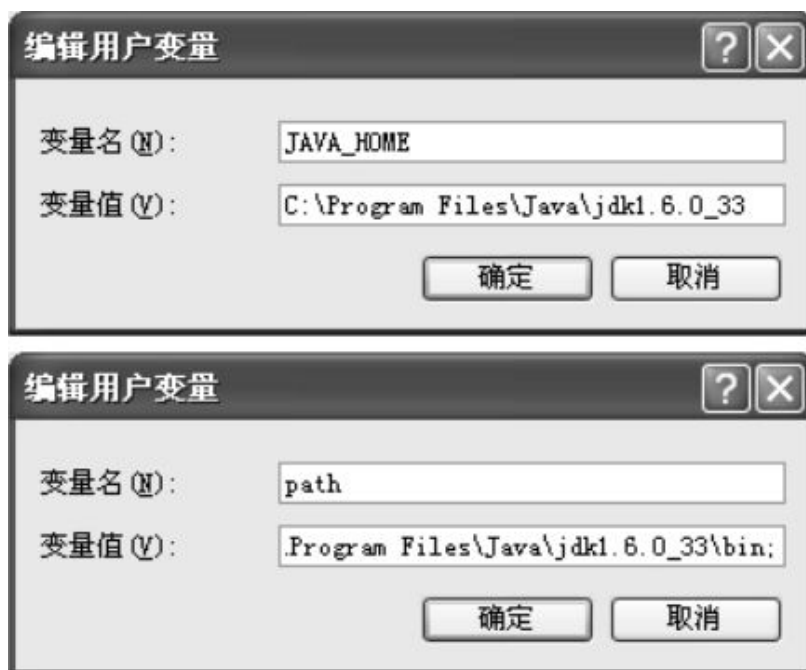 编辑用户变量
变量名(N): JAVA_HOME
变量值(V): C:\Program Files\Java\jdk1.6.0_33
确定 取消
编辑用户变量
变量名(N): path
变量值(V): Program Files\Java\jdk1.6.0_33\bin;
确定 取消